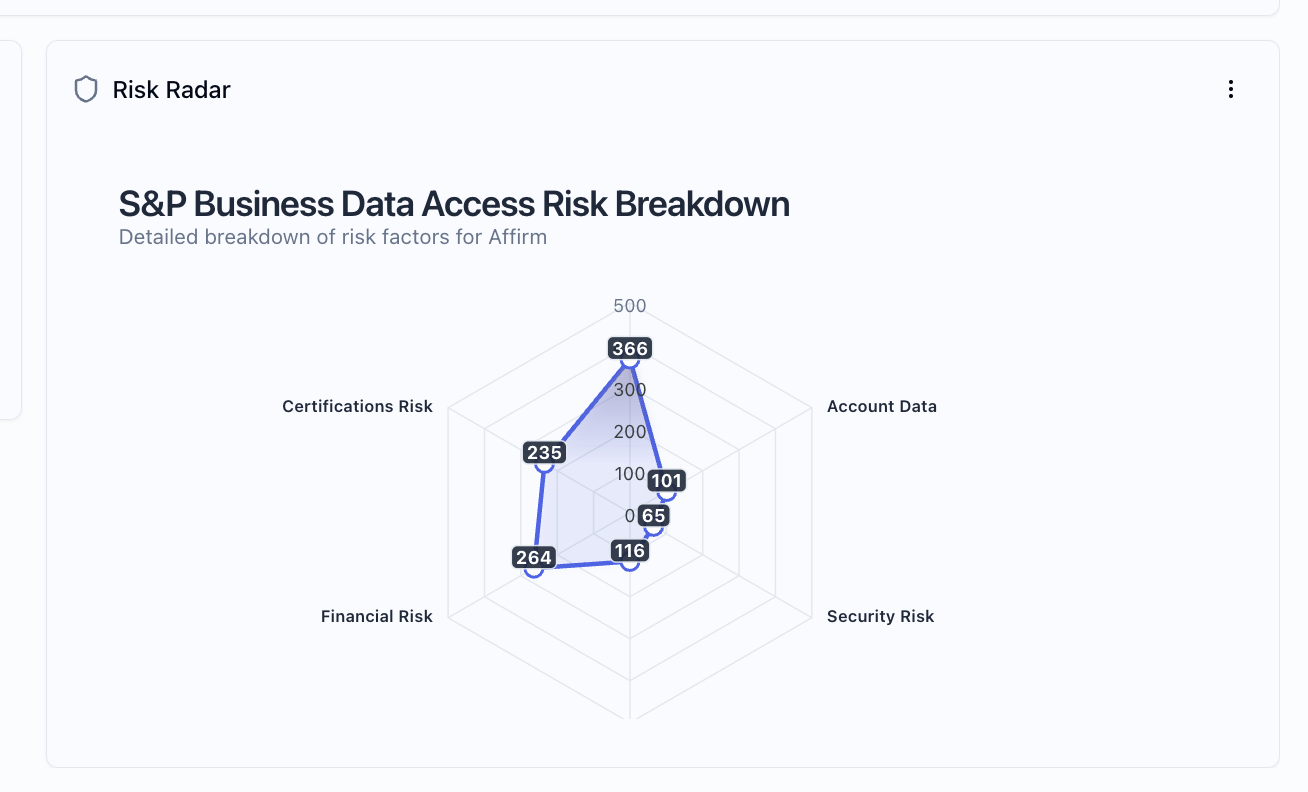 Risk Radar
S&P Business Data Access Risk Breakdown
Detailed breakdown of risk factors for Affirm
500
366
300
Certifications Risk
Account Data
200
235
100
101
0
65
116
264
Financial Risk
Security Risk